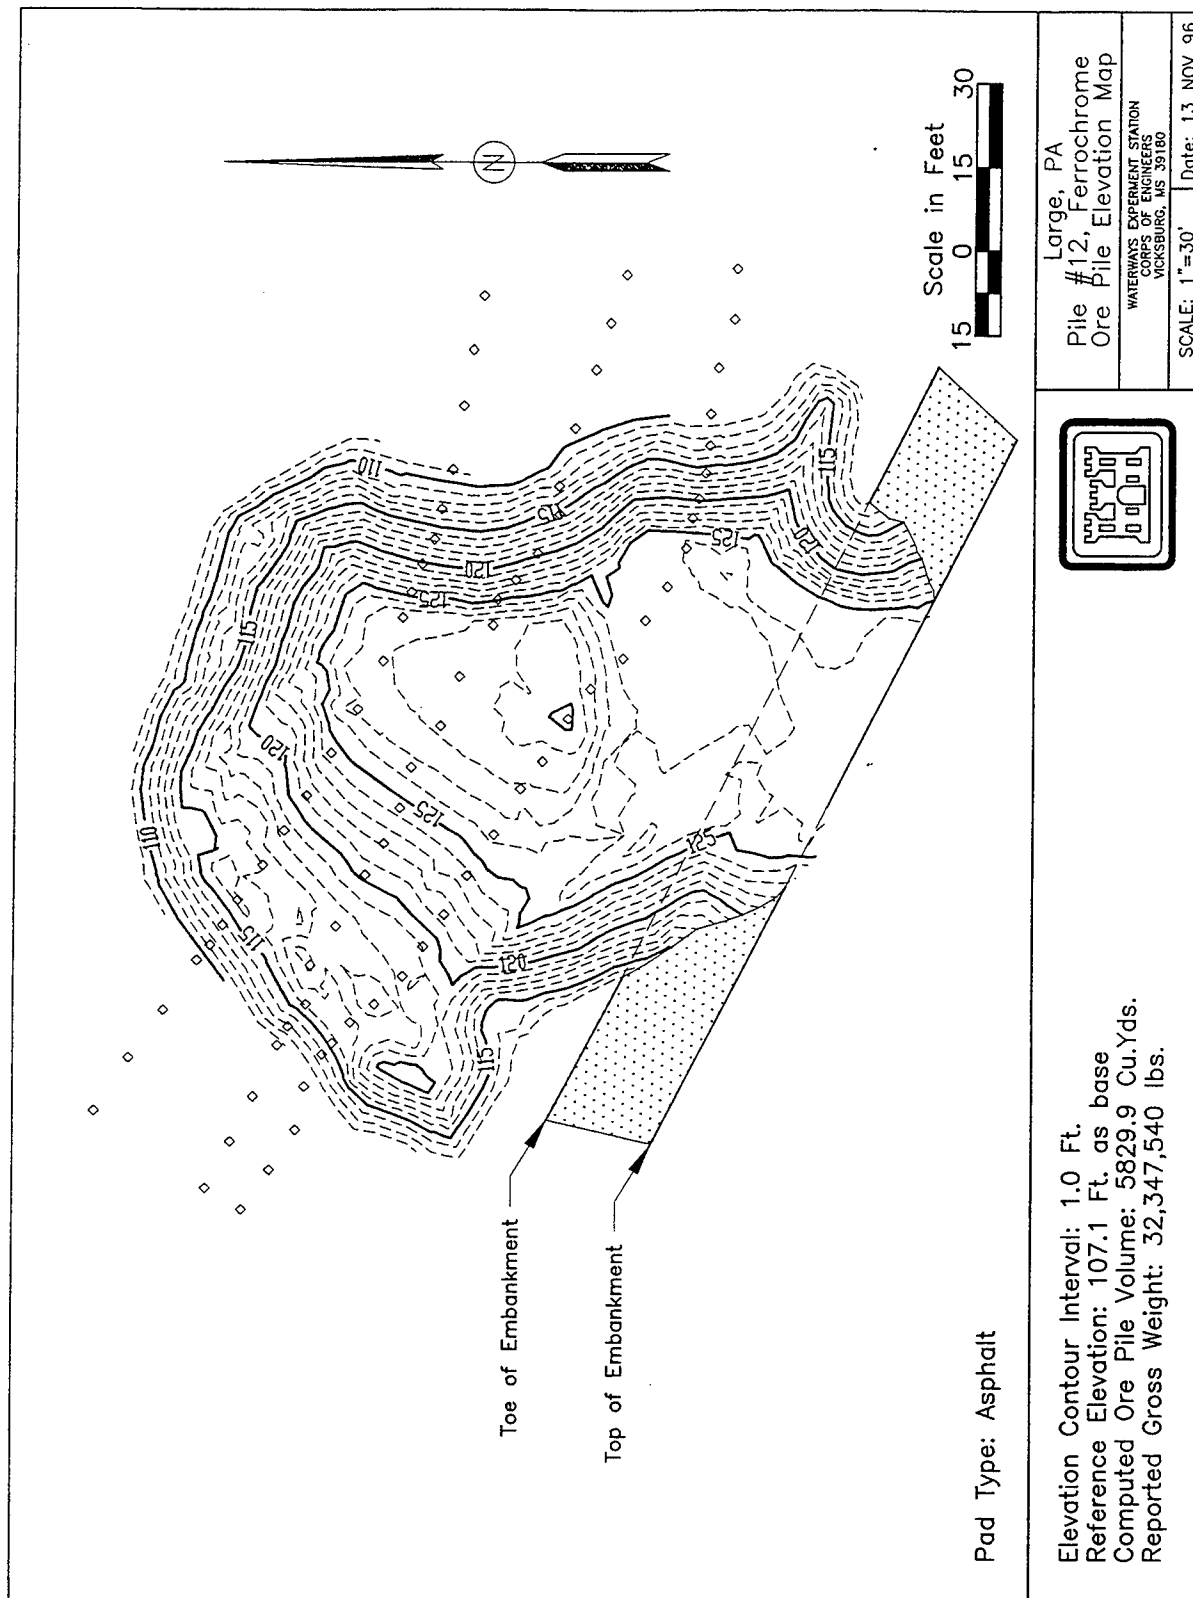 110
110
115
115
115
115
115
115
120
120
120
120
125
125
125
125
N
Toe of Embankment
Top of Embankment
Scale in Feet
15 0 15 30
Pad Type: Asphalt
Elevation Contour Interval: 1.0 Ft.
Reference Elevation: 107.1 Ft. as base
Computed Ore Pile Volume: 5829.9 Cu.Yds.
Reported Gross Weight: 32,347,540 lbs.
Large, PA
Pile #12, Ferrochrome
Ore Pile Elevation Map
WATERWAYS EXPERMENT STATION
CORPS OF ENGINEERS
VICKSBURG, MS 39180
SCALE: 1"=30'
Date: 13 NOV 96